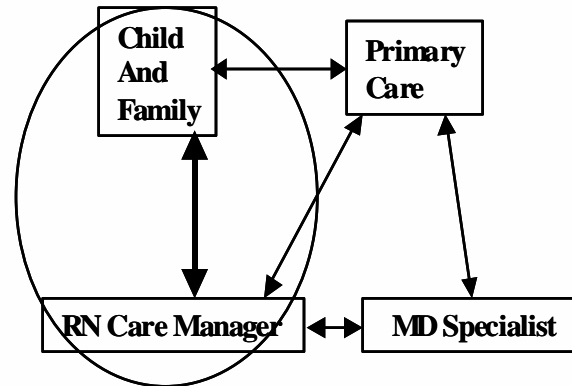 Child
And
Family
Primary
Care
RN Care Manager
MD Specialist